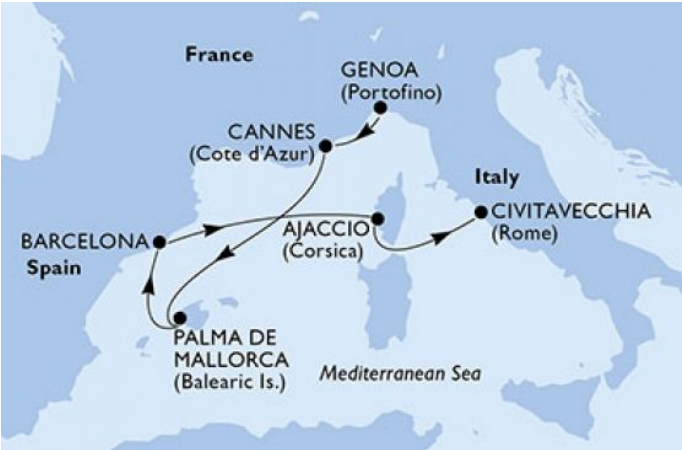 France
GENOA
(Portofino)
CANNES
(Cote d'Azur)
Italy
CIVITAVECCHIA
(Rome)
AJACCIO
(Corsica)
BARCELONA
Spain
PALMA DE
MALLORCA
(Balearic Is.)
Mediterranean Sea